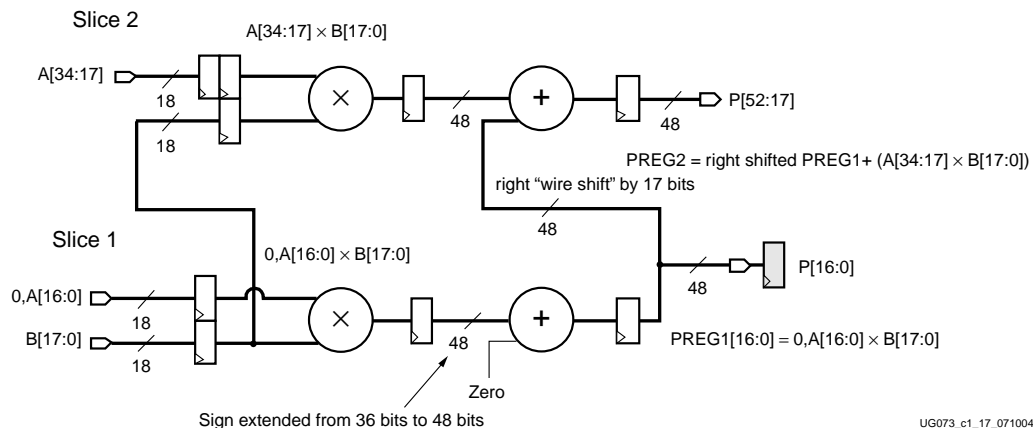 Slice 2
A[34:17] × B[17:0]
A[34:17]
18
18
×
48
+
48
P[52:17]
PREG2 = right shifted PREG1+ (A[34:17] × B[17:0])
right “wire shift” by 17 bits
48
Slice 1
0,A[16:0] × B[17:0]
0,A[16:0]
18
B[17:0]
18
×
48
+
48
P[16:0]
PREG1[16:0] = 0,A[16:0] × B[17:0]
Zero
Sign extended from 36 bits to 48 bits
UG073_c1_17_071004